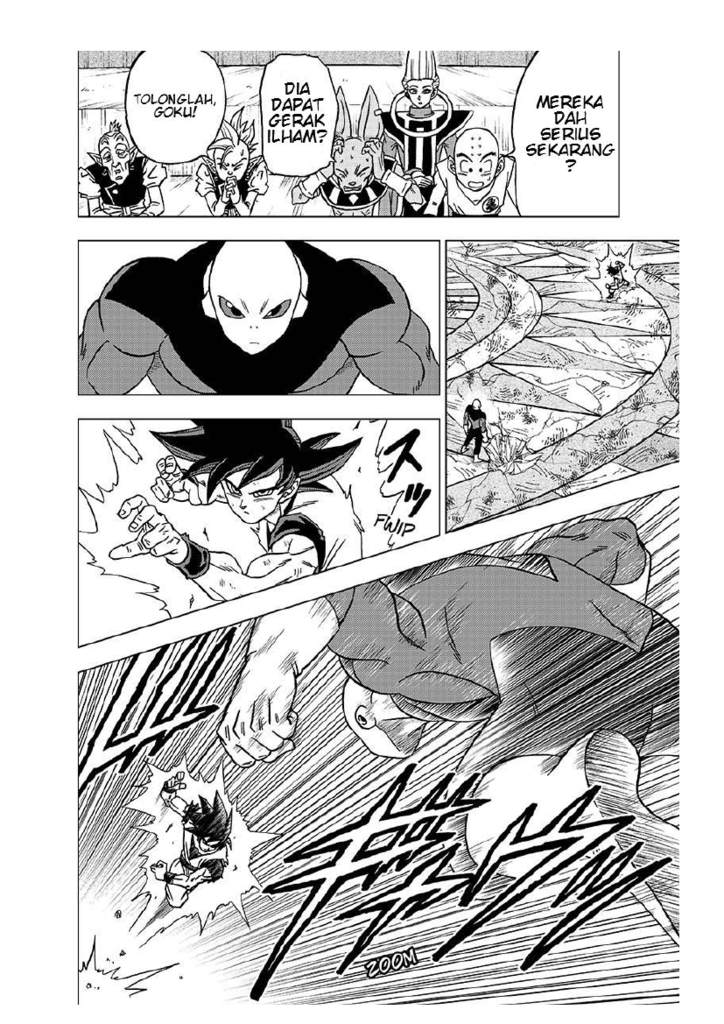 MEREKA
DAH
SERIUS
SEKARANG
?
DIA
DAPAT
GERAK
ILHAM?
TOLONGLAH,
GOKU!
スッ
FWIP
ZOOM